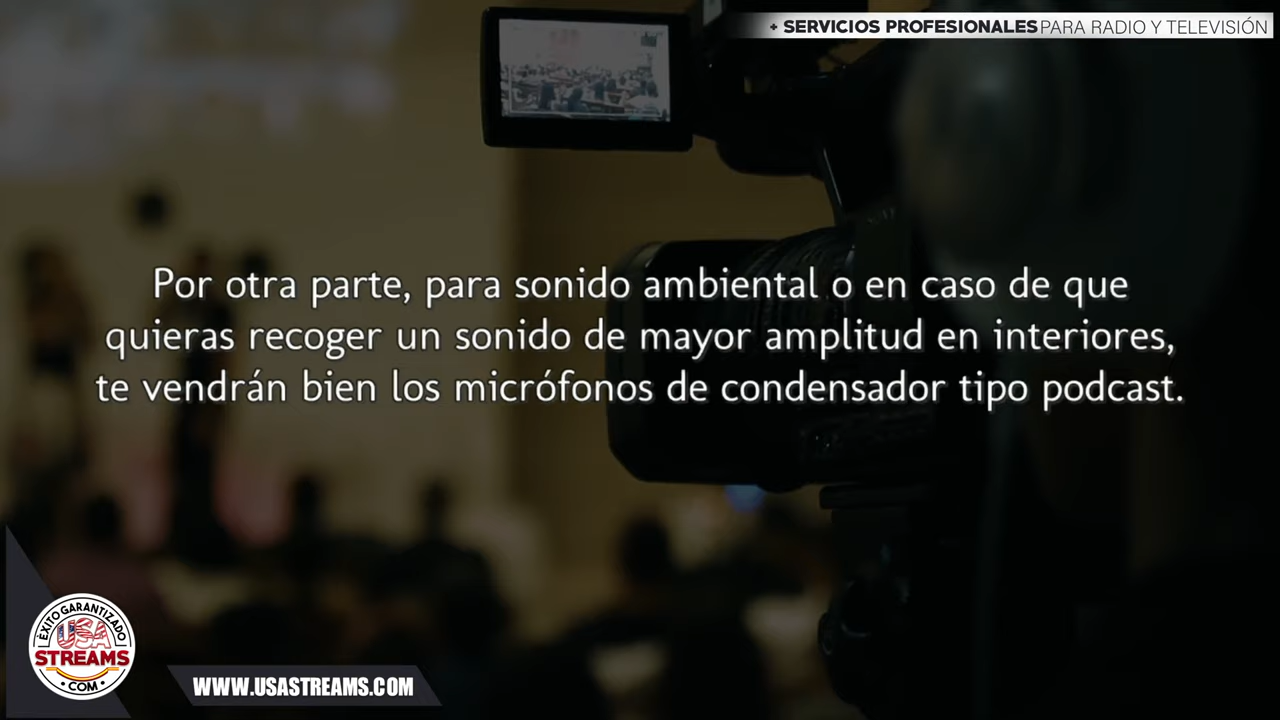 + SERVICIOS PROFESIONALES PARA RADIO Y TELEVISIÓN
Por otra parte, para sonido ambiental o en caso de que
quieras recoger un sonido de mayor amplitud en interiores,
te vendrán bien los micrófonos de condensador tipo podcast.
ÉXITO GARANTIZADO
USA
STREAMS
• COM •
WWW.USASTREAMS.COM